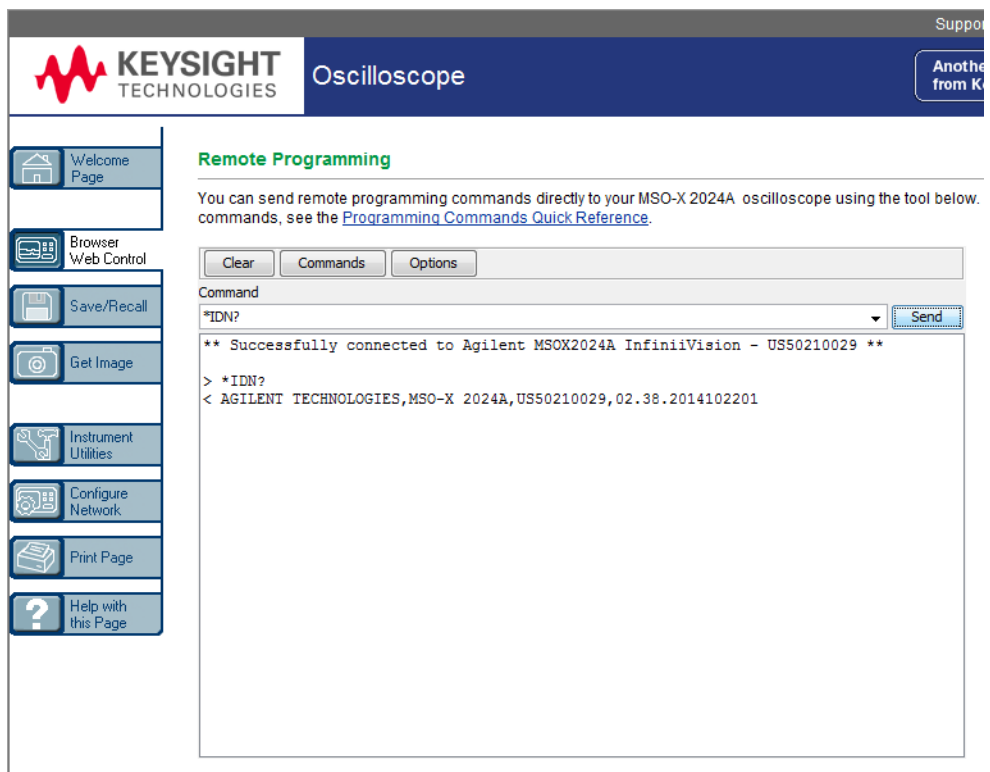 Suppor
KEYSIGHT
TECHNOLOGIES
Oscilloscope
Anothe
from Ke
Welcome
Page
Browser
Web Control
Save/Recall
Get Image
Instrument
Utilities
Configure
Network
Print Page
Help with
this Page
Remote Programming
You can send remote programming commands directly to your MSO-X 2024A oscilloscope using the tool below.
commands, see the Programming Commands Quick Reference.
Clear Commands Options
Command
*IDN? Send
** Successfully connected to Agilent MSOX2024A InfiniiVision - US50210029 **
> *IDN?
< AGILENT TECHNOLOGIES,MSO-X 2024A,US50210029,02.38.2014102201